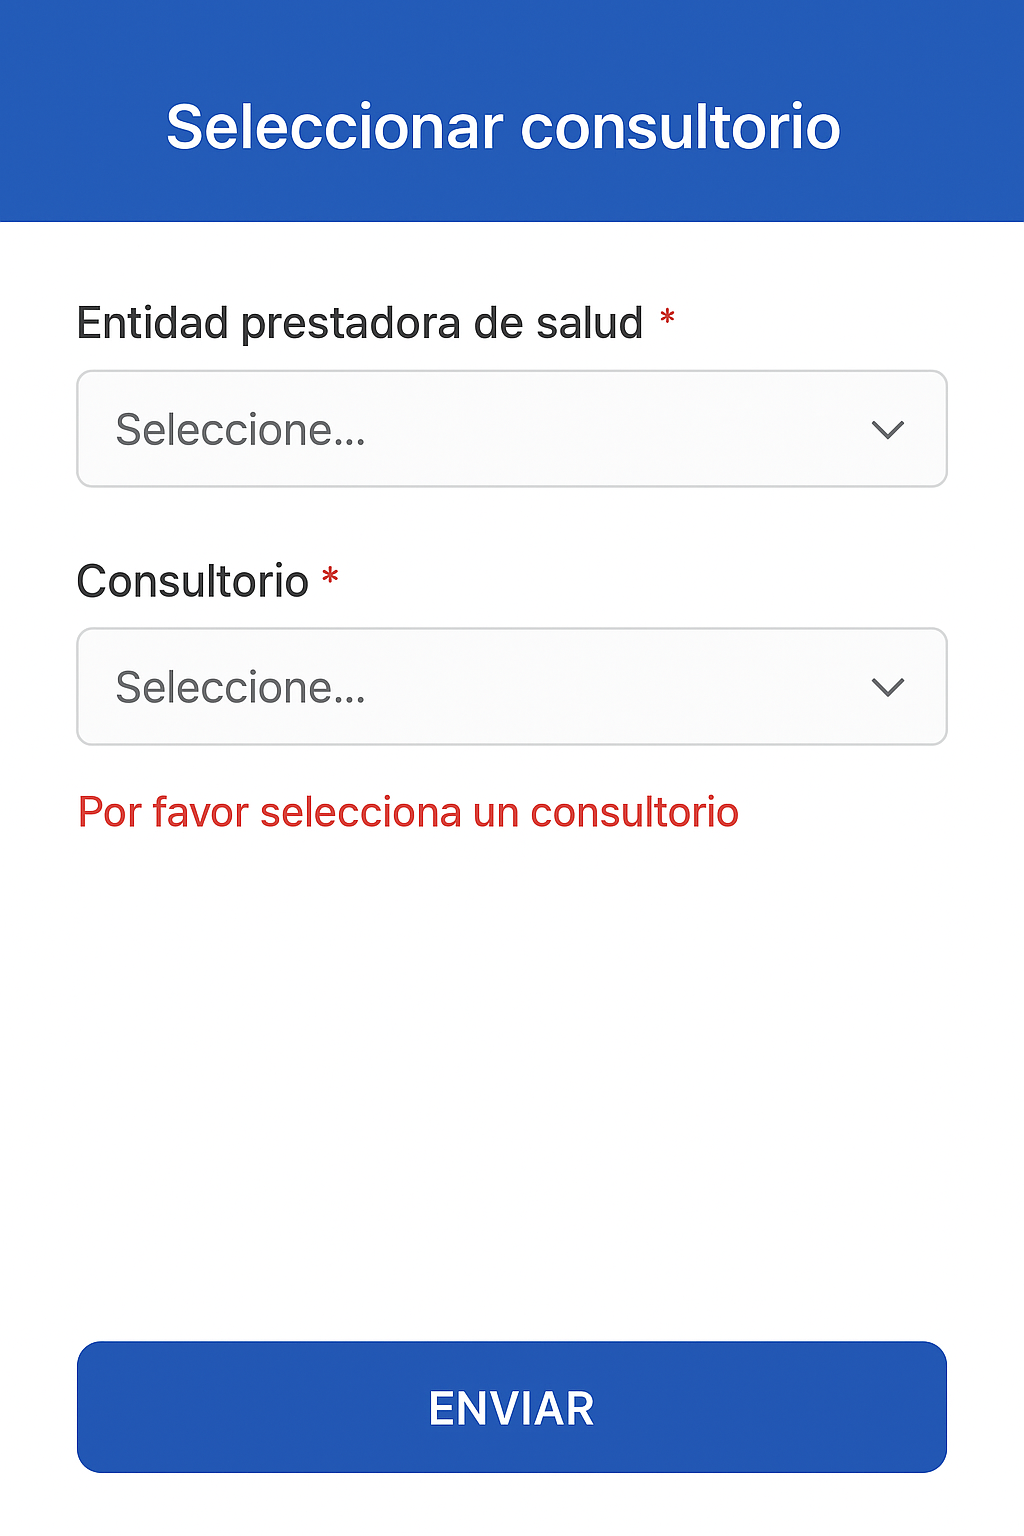 Seleccionar consultorio
Entidad prestadora de salud *
Seleccione...
Consultorio *
Seleccione...
Por favor selecciona un consultorio
ENVIAR